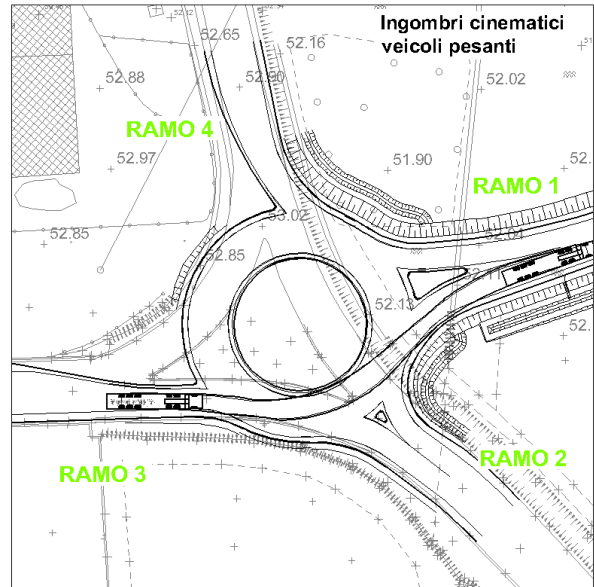 Ingombri cinematici
veicoli pesanti
52.65
52.16
52.88
52.90
52.02
RAMO 4
52.97
51.90
RAMO 1
53.02
52.85
52.85
52.13
RAMO 2
RAMO 3